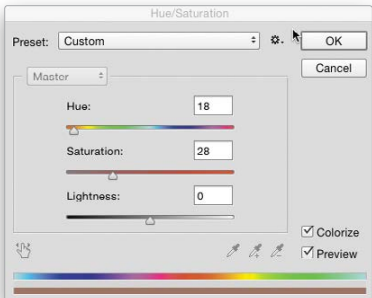 Hue/Saturation
Preset: Custom
OK
Cancel
Master
Hue: 18
Saturation: 28
Lightness: 0
Colorize
Preview